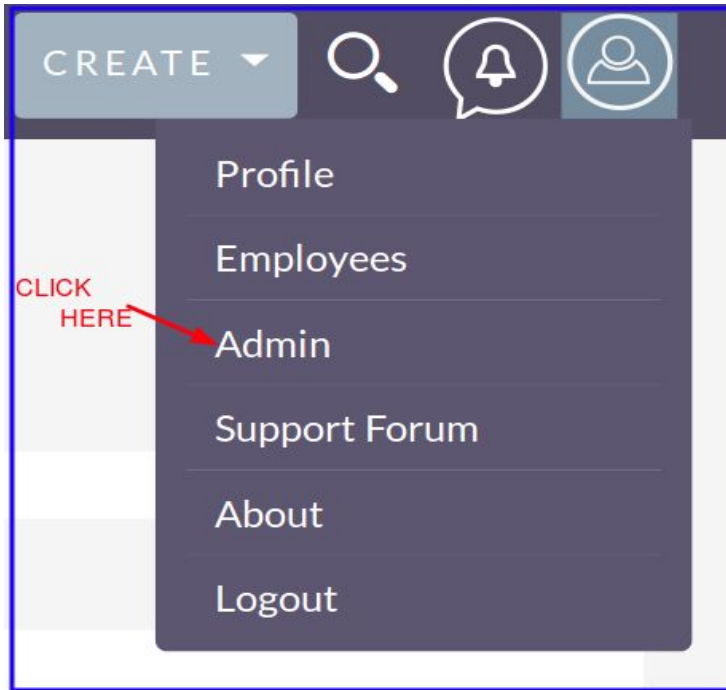 CREATE
Profile
Employees
CLICK
HERE
Admin
Support Forum
About
Logout